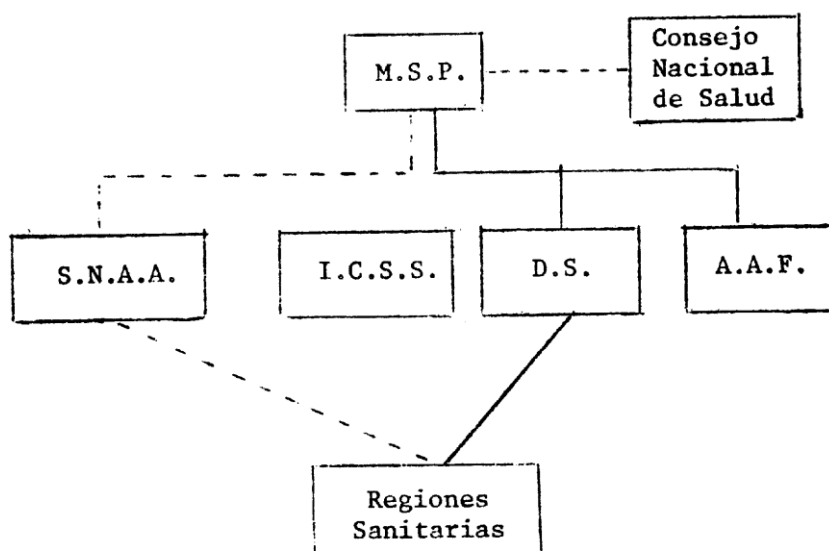 M.S.P.
Consejo
Nacional
de Salud
S.N.A.A.
I.C.S.S.
D.S.
A.A.F.
Regiones
Sanitarias